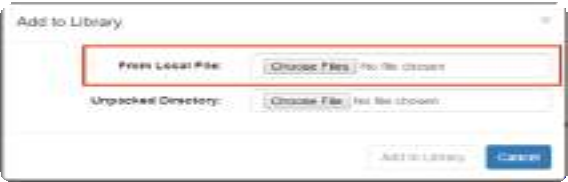 Add to Library
From Local File: Choose Files No file chosen
Unpacked Directory: Choose File No file chosen
Add to Library Cancel